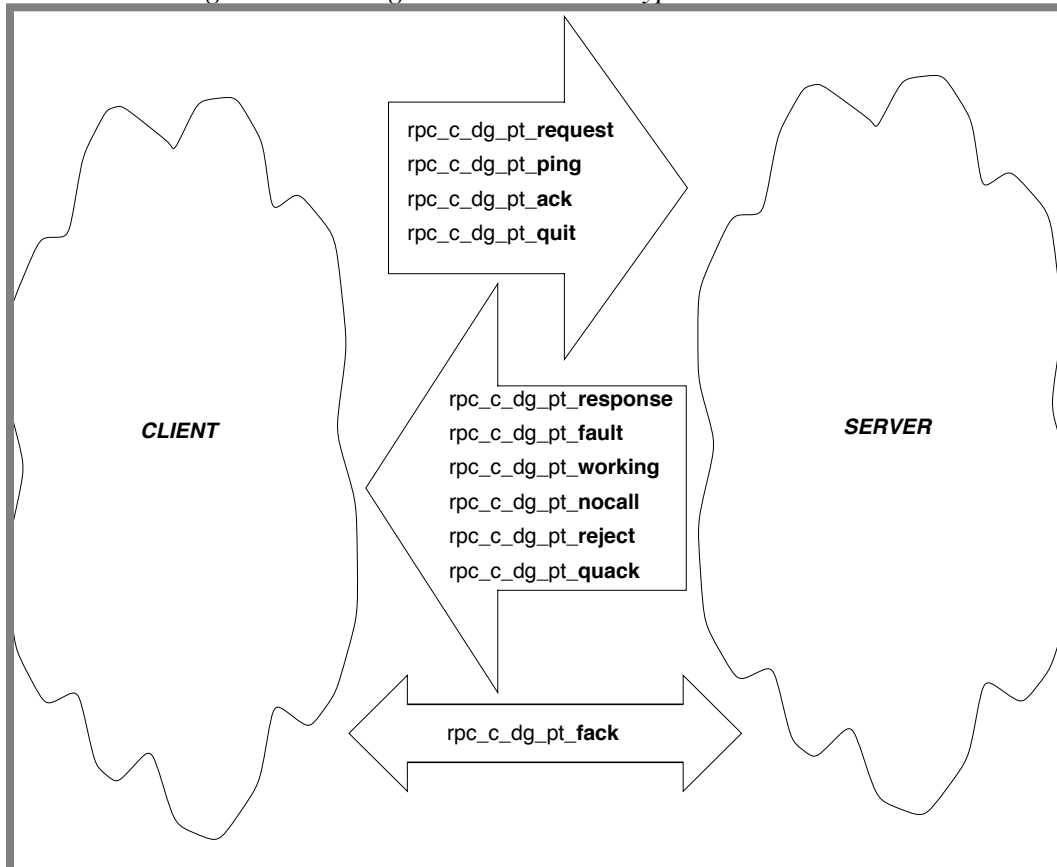 rpc_c_dg_pt_request
rpc_c_dg_pt_ping
rpc_c_dg_pt_ack
rpc_c_dg_pt_quit
rpc_c_dg_pt_response
rpc_c_dg_pt_fault
CLIENT
SERVER
rpc_c_dg_pt_working
rpc_c_dg_pt_nocall
rpc_c_dg_pt_reject
rpc_c_dg_pt_quack
rpc_c_dg_pt_fack